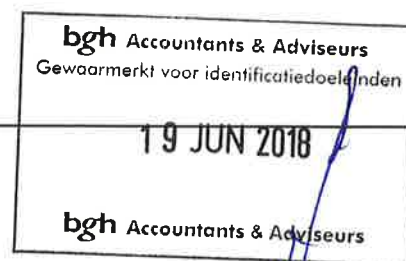 bgh Accountants & Adviseurs
Gewaarmerkt voor identificatiedoeleinden
19 JUN 2018
bgh Accountants & Adviseurs